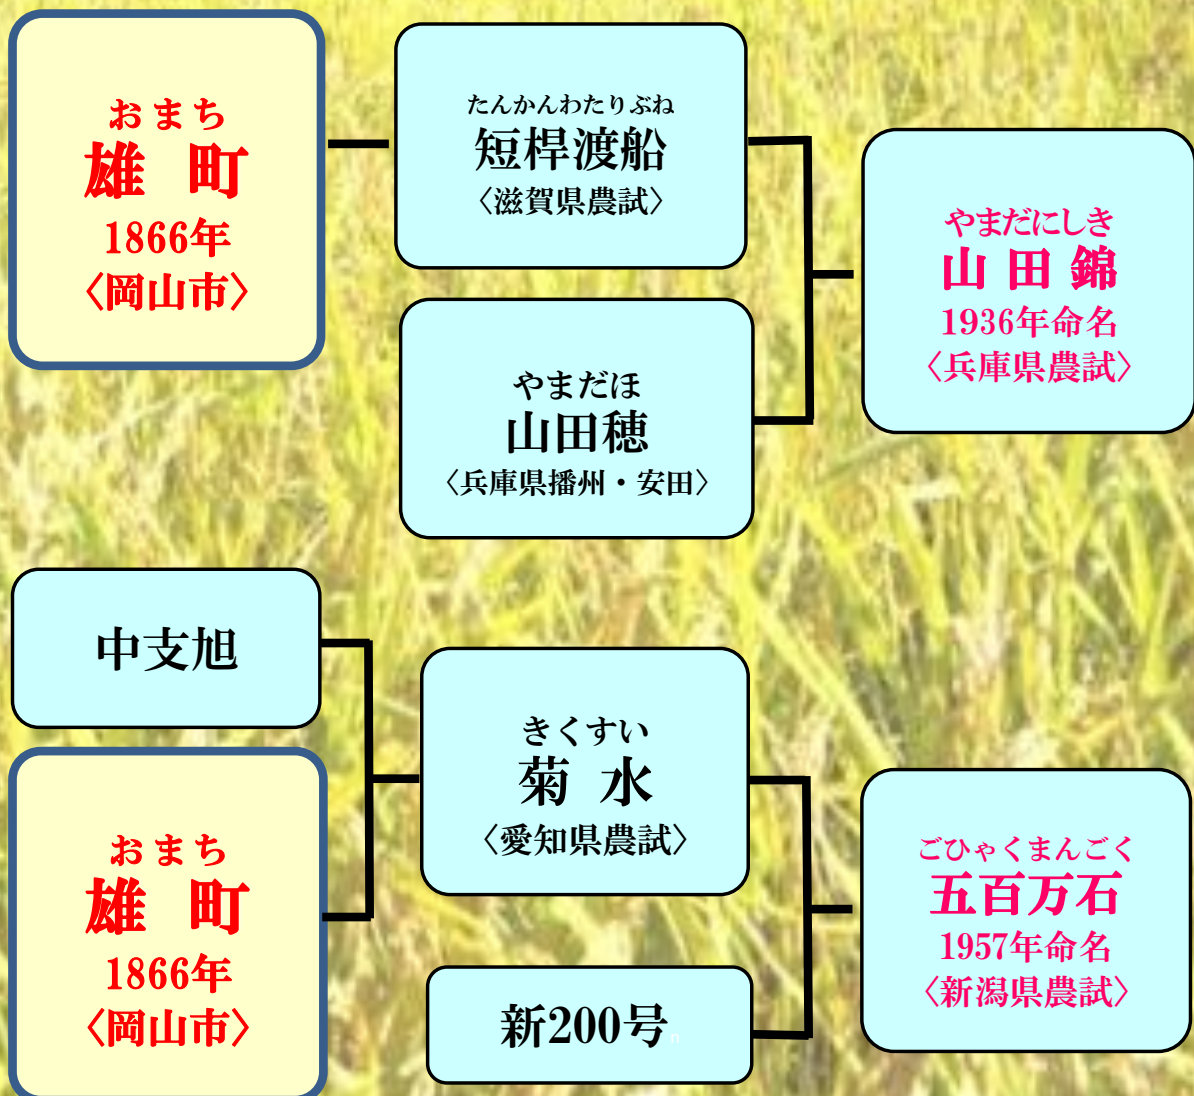 おまち
雄 町
1866年
〈岡山市〉
たんかんわたりぶね
短桿渡船
〈滋賀県農試〉
やまだほ
山田穂
〈兵庫県播州・安田〉
やまだにしき
山 田 錦
1936年命名
〈兵庫県農試〉
中支旭
おまち
雄 町
1866年
〈岡山市〉
きくすい
菊 水
〈愛知県農試〉
新200号
n
ごひゃくまんごく
五百万石
1957年命名
〈新潟県農試〉